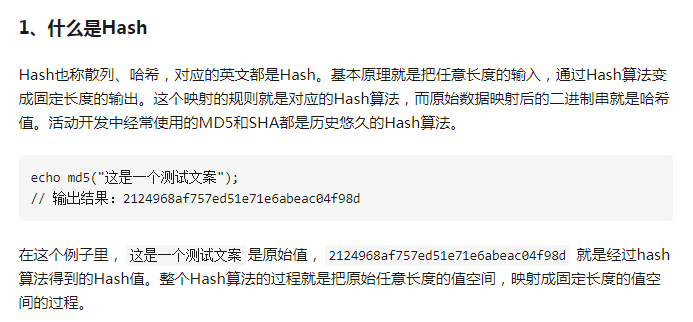 1、什么是Hash
Hash也称散列、哈希，对应的英文都是Hash。基本原理就是把任意长度的输入，通过Hash算法变
成固定长度的输出。这个映射的规则就是对应的Hash算法，而原始数据映射后的二进制串就是哈希
值。活动开发中经常使用的MD5和SHA都是历史悠久的Hash算法。
echo md5("这是一个测试文案");
// 输出结果：2124968af757ed51e71e6abeac04f98d
在这个例子里，这是一个测试文案是原始值，2124968af757ed51e71e6abeac04f98d 就是经过hash
算法得到的Hash值。整个Hash算法的过程就是把原始任意长度的值空间，映射成固定长度的值空
间的过程。